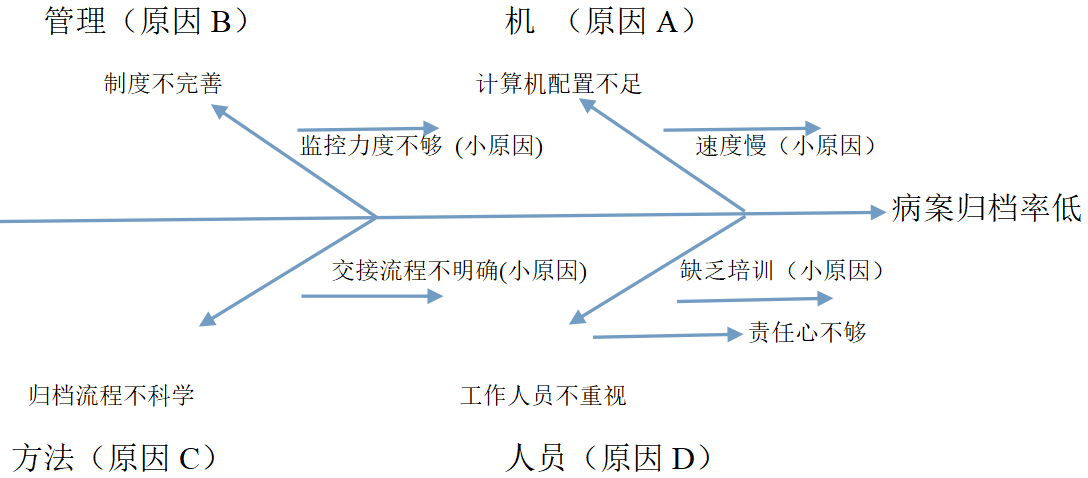 管理（原因 B）
机 （原因 A）
制度不完善
计算机配置不足
监控力度不够 (小原因)
速度慢（小原因）
病案归档率低
交接流程不明确(小原因)
缺乏培训（小原因）
责任心不够
归档流程不科学
工作人员不重视
方法（原因 C）
人员（原因 D）